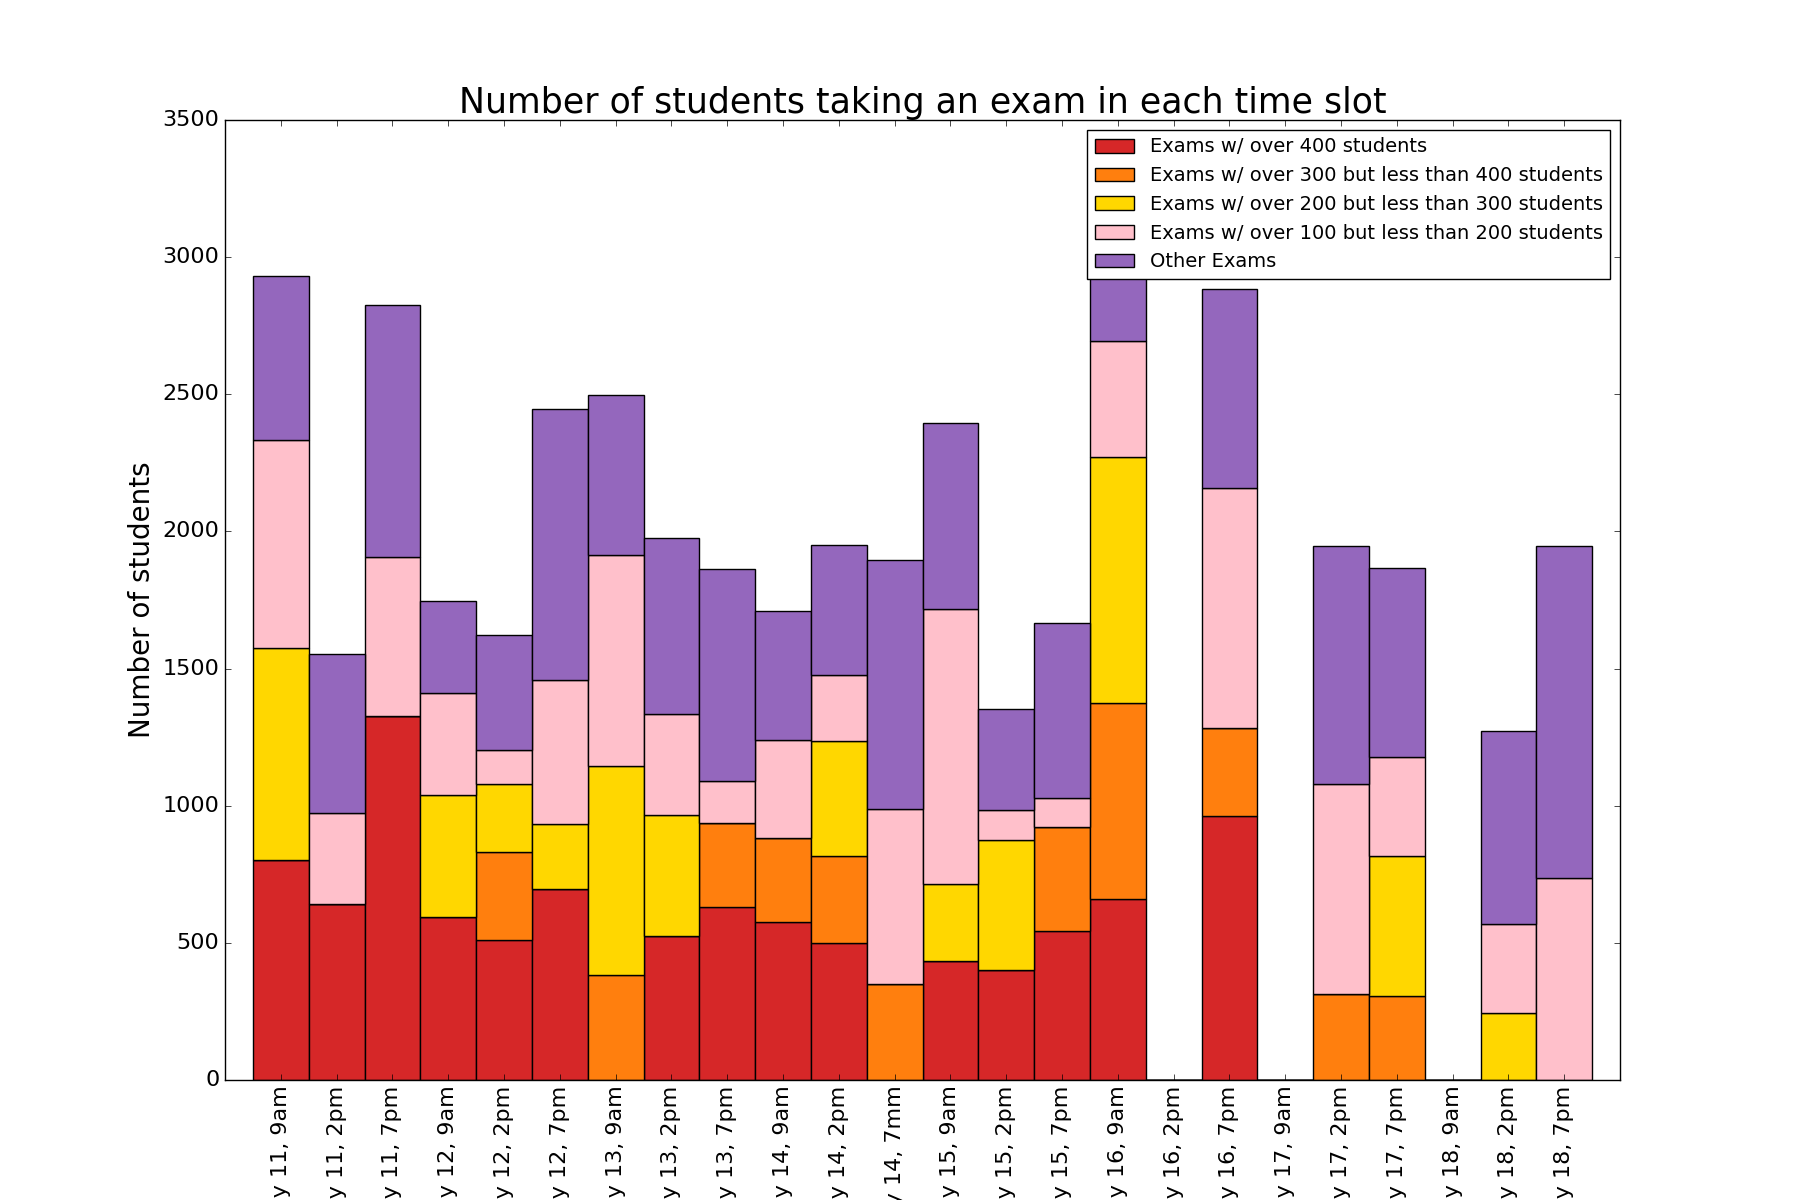 Number of students taking an exam in each time slot
3500
3000
2500
2000
1500
1000
500
0
Number of students
Exams w/ over 400 students
Exams w/ over 300 but less than 400 students
Exams w/ over 200 but less than 300 students
Exams w/ over 100 but less than 200 students
Other Exams
y 11, 9am
y 11, 2pm
y 11, 7pm
y 12, 9am
y 12, 2pm
y 12, 7pm
y 13, 9am
y 13, 2pm
y 13, 7pm
y 14, 9am
y 14, 2pm
y 14, 7mm
y 15, 9am
y 15, 2pm
y 15, 7pm
y 16, 9am
y 16, 2pm
y 16, 7pm
y 17, 9am
y 17, 2pm
y 17, 7pm
y 18, 9am
y 18, 2pm
y 18, 7pm